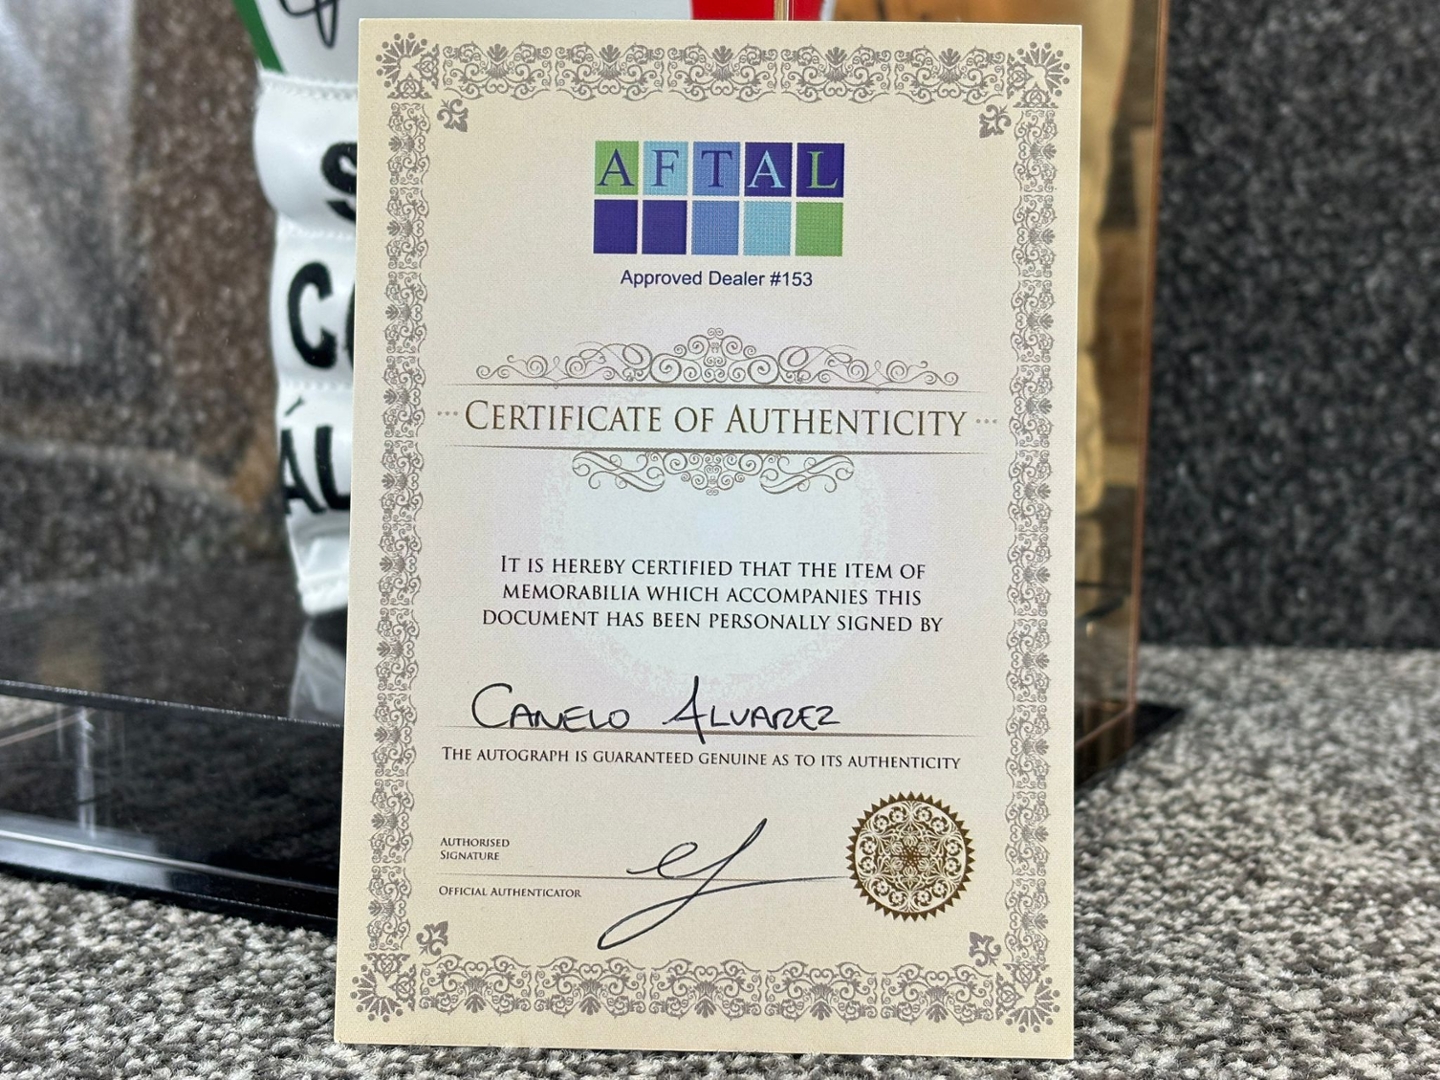 AFTAL
Approved Dealer #153
CERTIFICATE OF AUTHENTICITY
IT IS HEREBY CERTIFIED THAT THE ITEM OF
MEMORABILIA WHICH ACCOMPANIES THIS
DOCUMENT HAS BEEN PERSONALLY SIGNED BY
CANELO ALVAREZ
THE AUTOGRAPH IS GUARANTEED GENUINE AS TO ITS AUTHENTICITY
AUTHORISED
SIGNATURE
OFFICIAL AUTHENTICATOR